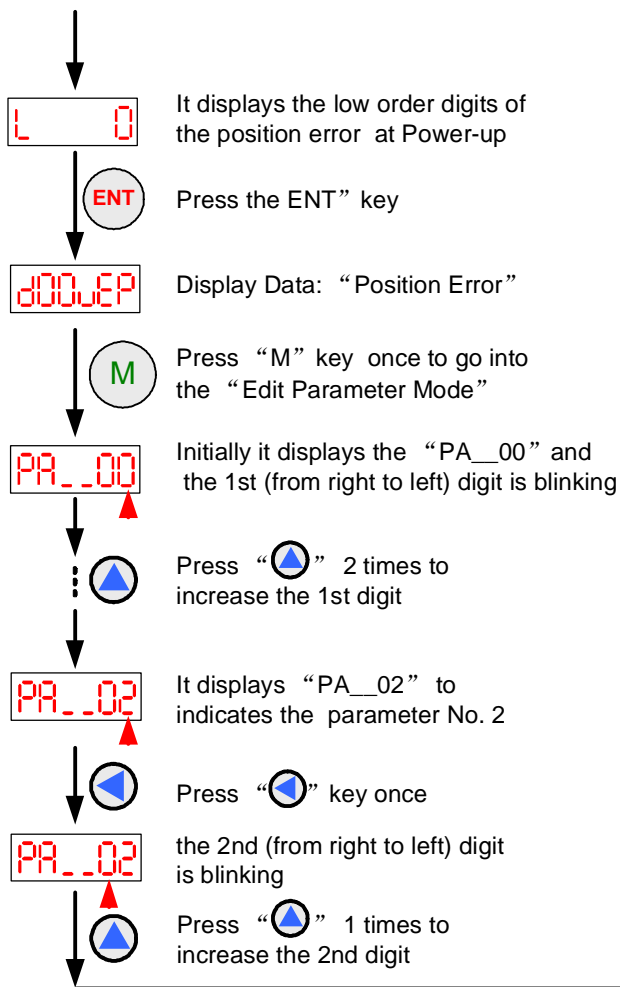 L 0
It displays the low order digits of
the position error at Power-up
ENT
Press the ENT” key
d00uEP
Display Data: “Position Error”
M
Press “M” key once to go into
the “Edit Parameter Mode”
PA__00
Initially it displays the “PA__00” and
the 1st (from right to left) digit is blinking
Press “ ” 2 times to
increase the 1st digit
PA__02
It displays “PA__02” to
indicates the parameter No. 2
Press “ ” key once
PA__02
the 2nd (from right to left) digit
is blinking
Press “ ” 1 times to
increase the 2nd digit